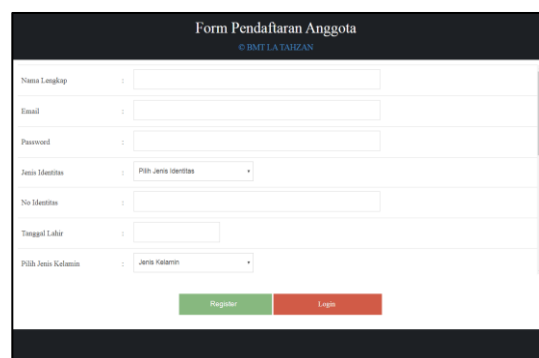 Form Pendaftaran Anggota
© BMT LA TAHZAN
Nama Lengkap :
Email :
Password :
Jenis Identitas : Pilih Jenis Identitas
No Identitas :
Tanggal Lahir :
Pilih Jenis Kelamin : Jenis Kelamin
Register Login